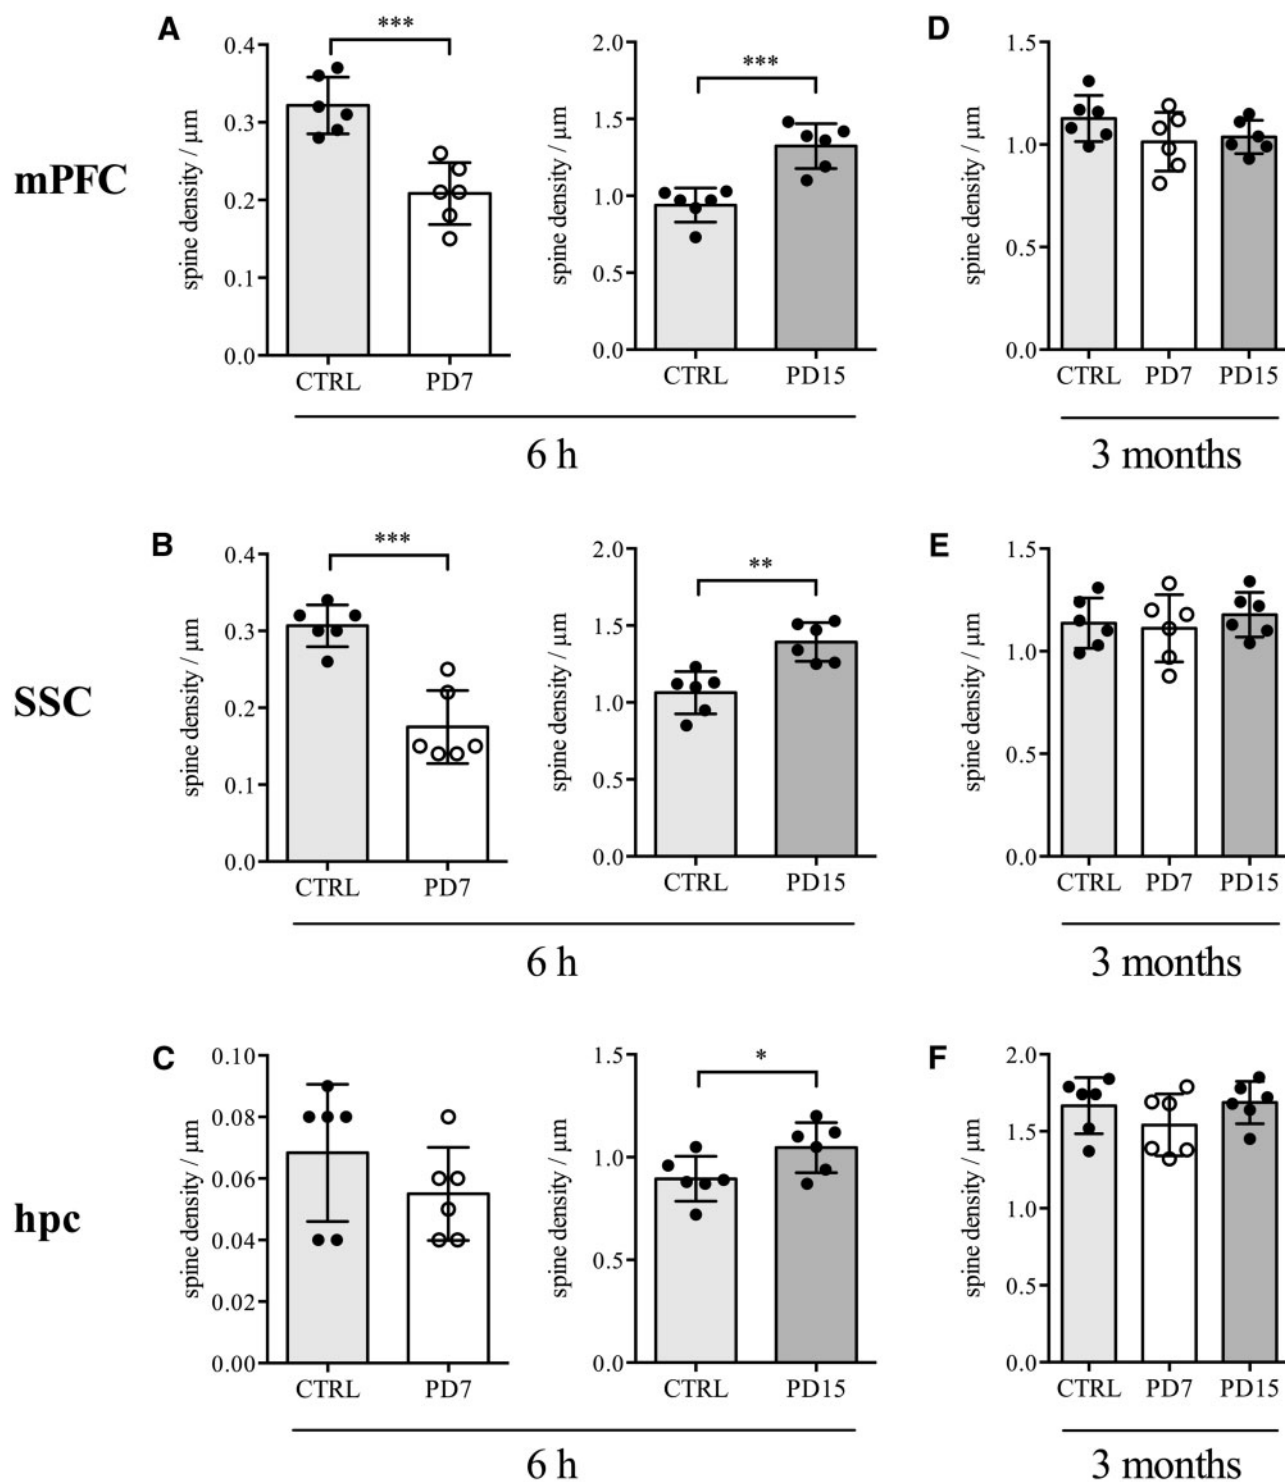 mPFC
A
***
spine density / μm
0.4
0.3
0.2
0.1
0.0
CTRL PD7
***
spine density / μm
2.0
1.5
1.0
0.5
0.0
CTRL PD15
6 h
D
spine density / μm
1.5
1.0
0.5
0.0
CTRL PD7 PD15
3 months
SSC
B
***
spine density / μm
0.4
0.3
0.2
0.1
0.0
CTRL PD7
**
spine density / μm
2.0
1.5
1.0
0.5
0.0
CTRL PD15
6 h
E
spine density / μm
1.5
1.0
0.5
0.0
CTRL PD7 PD15
3 months
hpc
C
spine density / μm
0.10
0.08
0.06
0.04
0.02
0.00
CTRL PD7
*
spine density / μm
1.5
1.0
0.5
0.0
CTRL PD15
6 h
F
spine density / μm
2.0
1.5
1.0
0.5
0.0
CTRL PD7 PD15
3 months